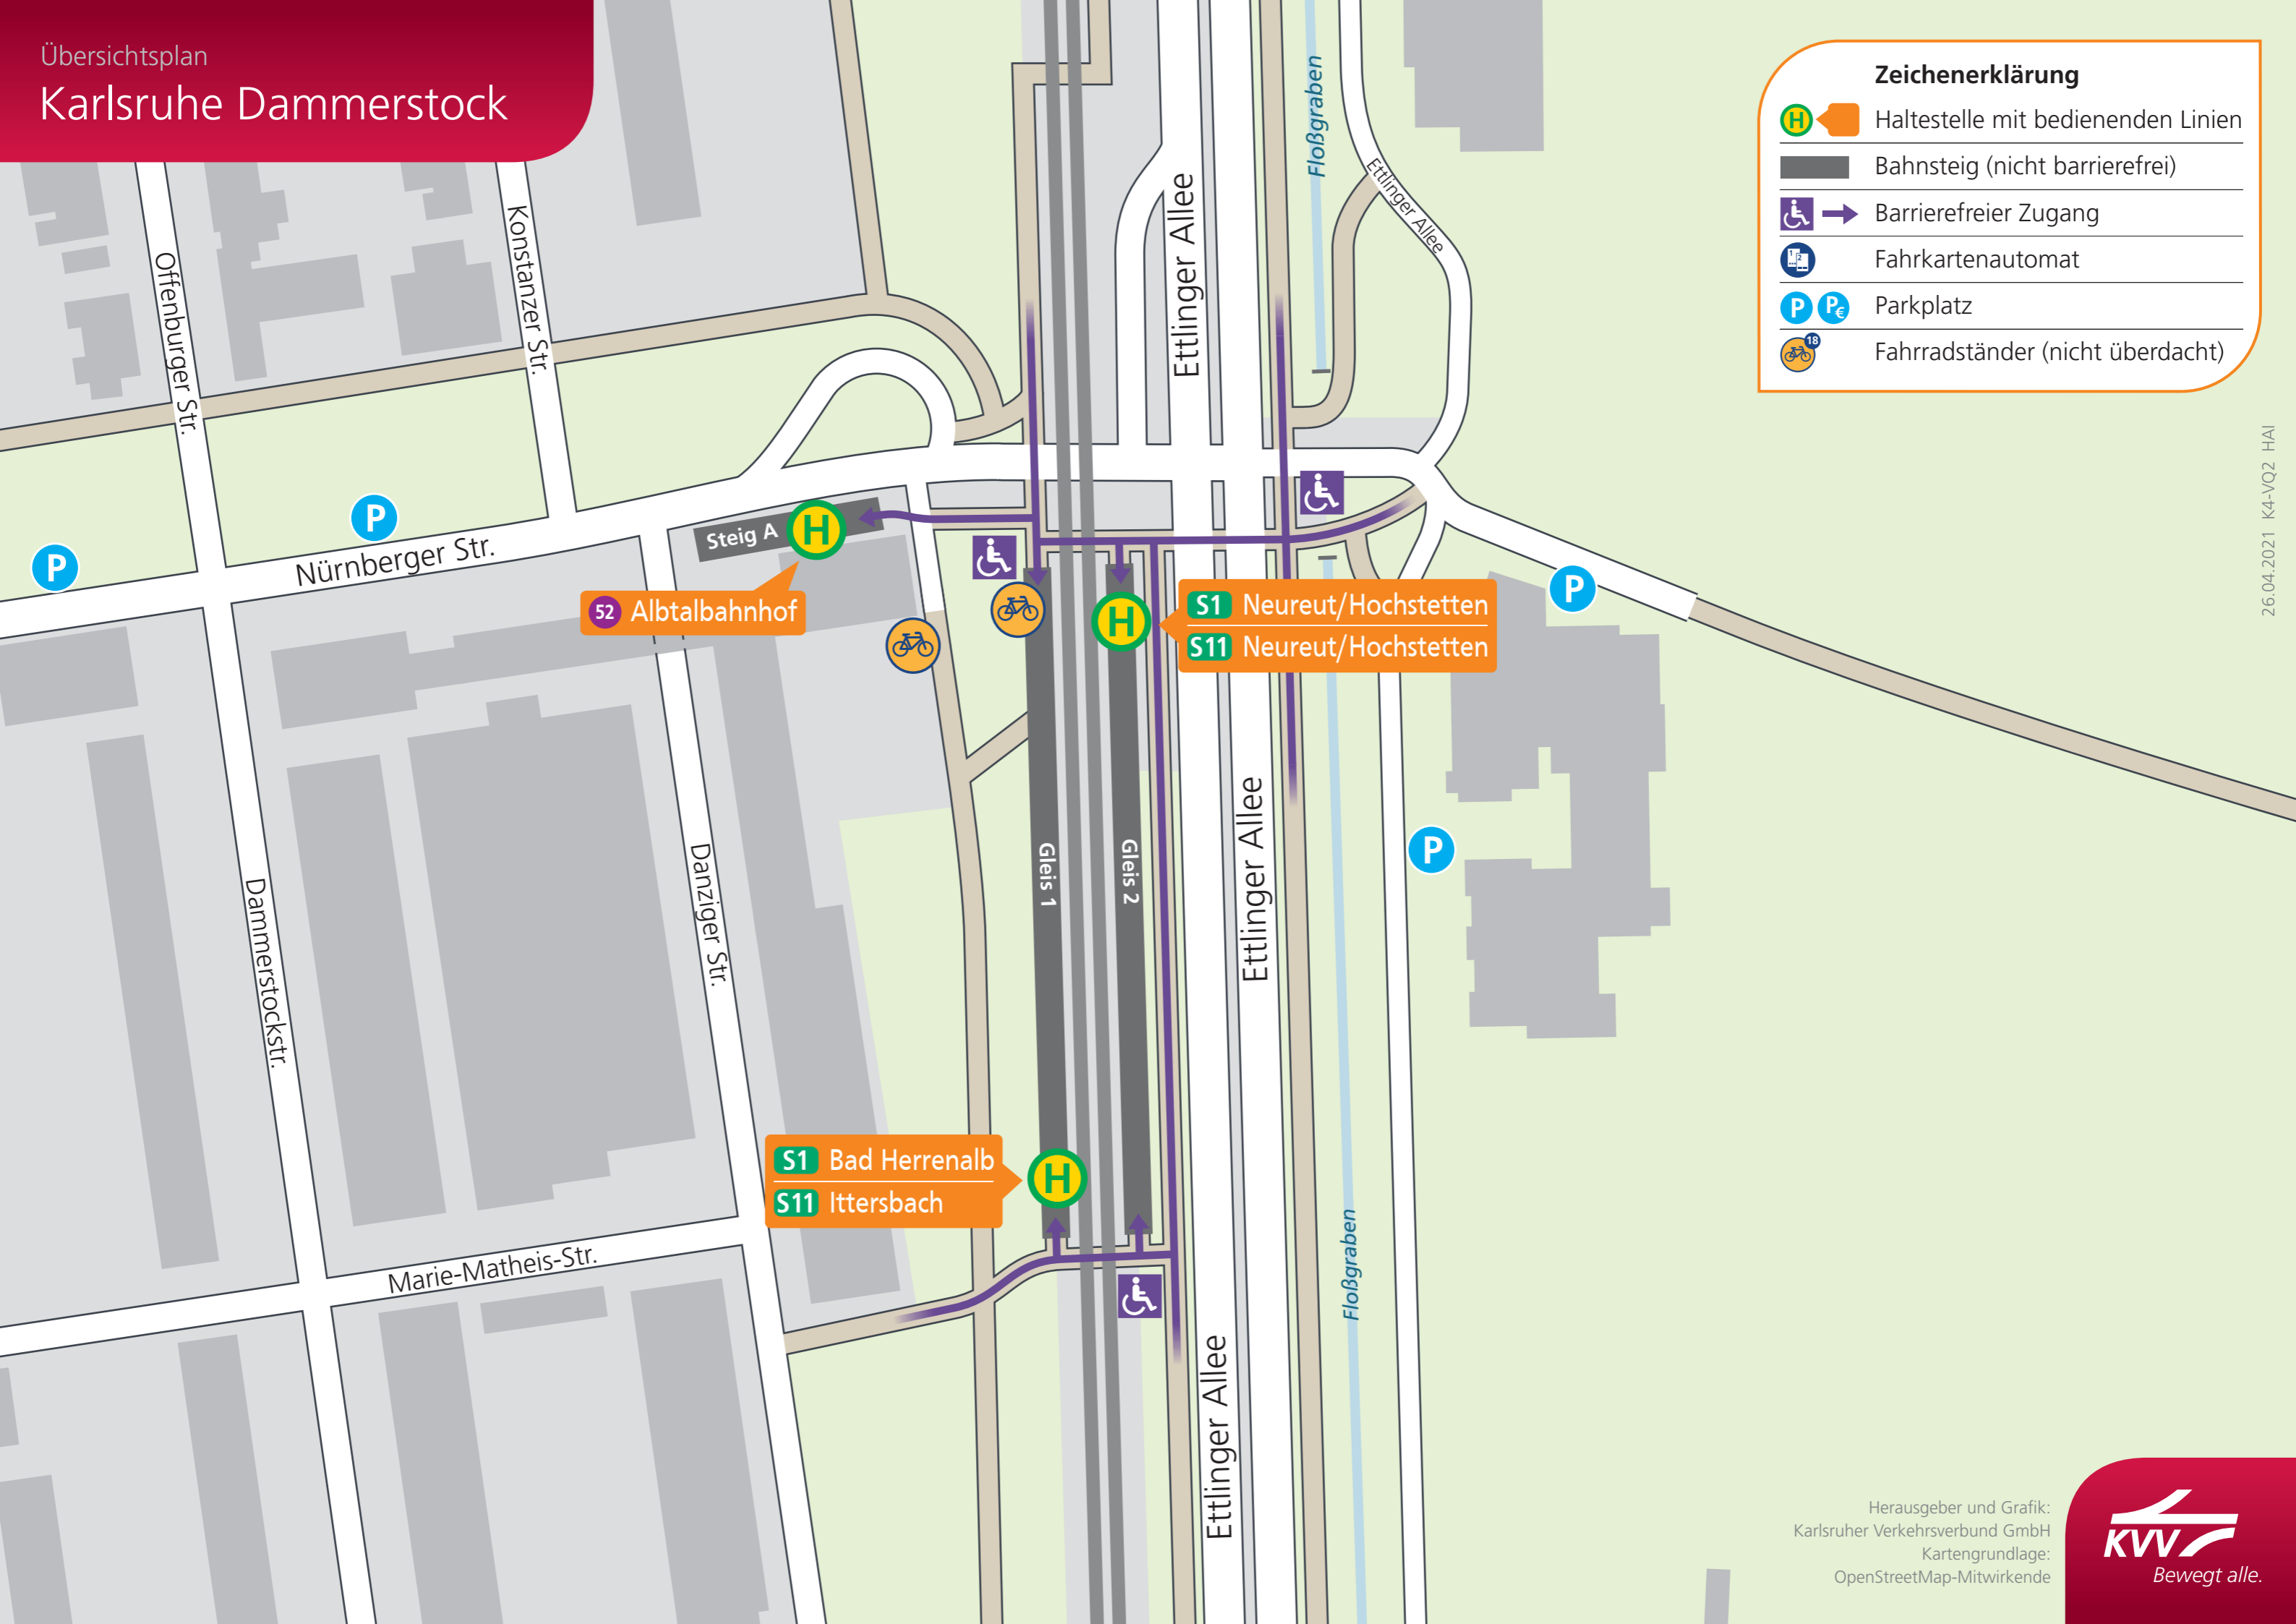 Übersichtsplan
Karlsruhe Dammerstock
Zeichenerklärung
H Haltestelle mit bedienenden Linien
Bahnsteig (nicht barrierefrei)
Barrierefreier Zugang
1 2 Fahrkartenautomat
P P€ Parkplatz
18 Fahrradständer (nicht überdacht)
26.04.2021 K4-VQ2 HAI
Offenburger Str.
Konstanzer Str.
Ettlinger Allee
Floßgraben
Ettlinger Allee
P
P
Nürnberger Str.
Steig A
H
52 Albtalbahnhof
H
S1 Neureut/Hochstetten
S11 Neureut/Hochstetten
P
P
Dammerstockstr.
Danziger Str.
Gleis 1
Gleis 2
Ettlinger Allee
S1 Bad Herrenalb
S11 Ittersbach
H
Marie-Matheis-Str.
Floßgraben
Ettlinger Allee
Herausgeber und Grafik:
Karlsruher Verkehrsverbund GmbH
Kartengrundlage:
OpenStreetMap-Mitwirkende
KVV
Bewegt alle.